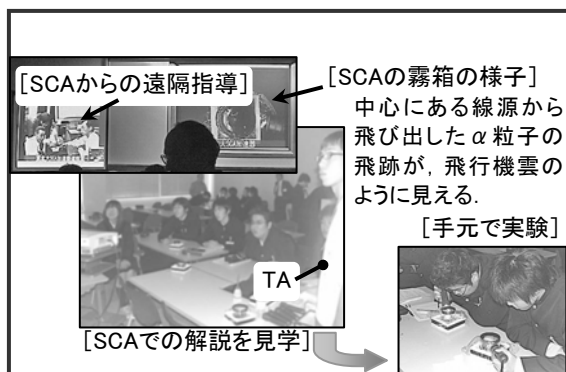 [SCAからの遠隔指導]
[SCAの霧箱の様子]
中心にある線源から
飛び出したα粒子の
飛跡が，飛行機雲の
ように見える.
[手元で実験]
TA
[SCAでの解説を見学]